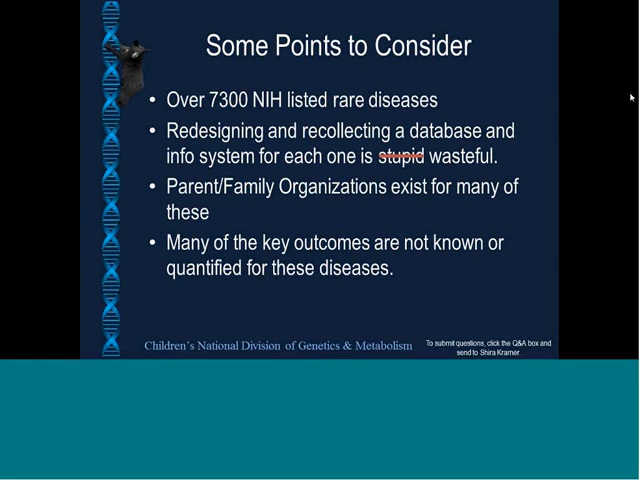 Some Points to Consider
• Over 7300 NIH listed rare diseases
• Redesigning and recollecting a database and
info system for each one is stupid wasteful.
• Parent/Family Organizations exist for many of
these
• Many of the key outcomes are not known or
quantified for these diseases.
Children's National Division of Genetics & Metabolism
To submit questions, click the Q&A box and
send to Shira Kramer.